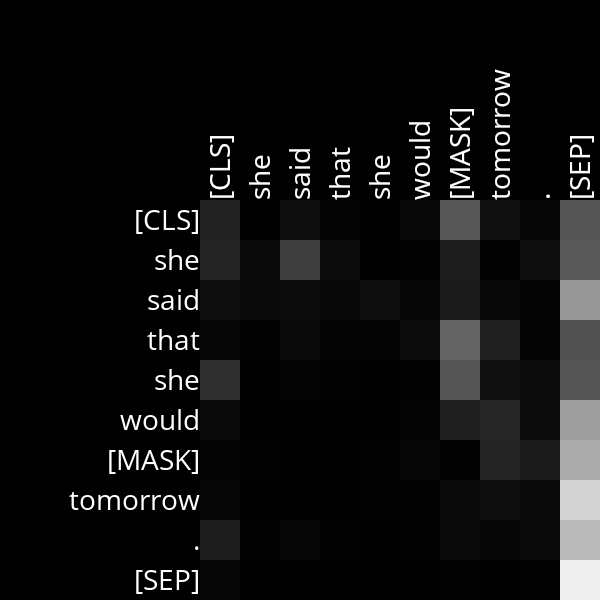 [CLS] she said that she would [MASK] tomorrow . [SEP]
[CLS]
she
said
that
she
would
[MASK]
tomorrow
.
[SEP]